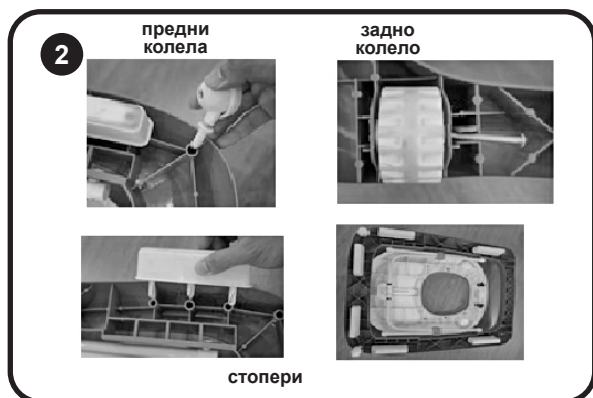 2
предни
колела
задно
колело
стопери